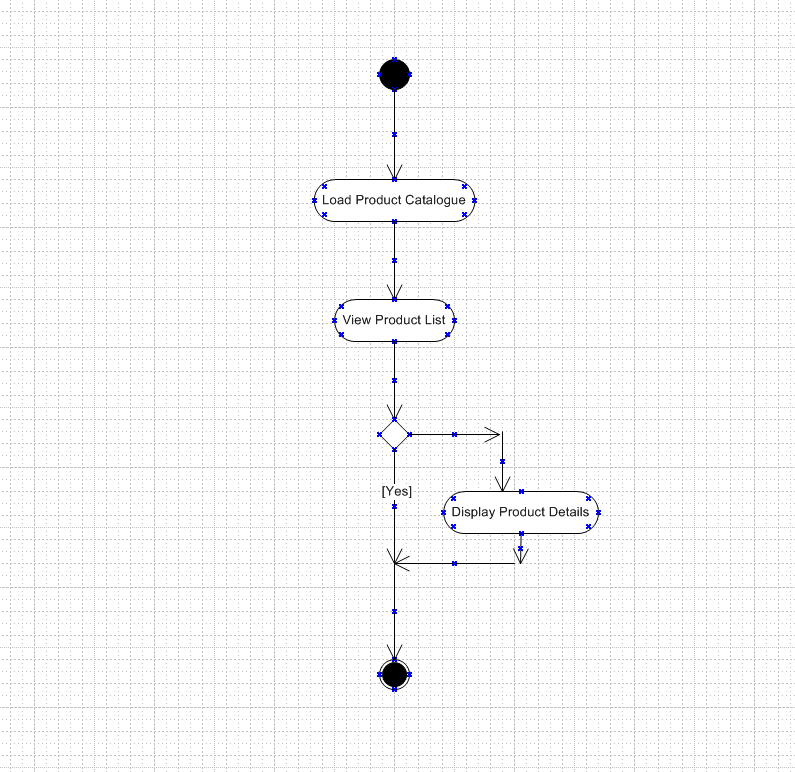 Load Product Catalogue
View Product List
[Yes]
Display Product Details